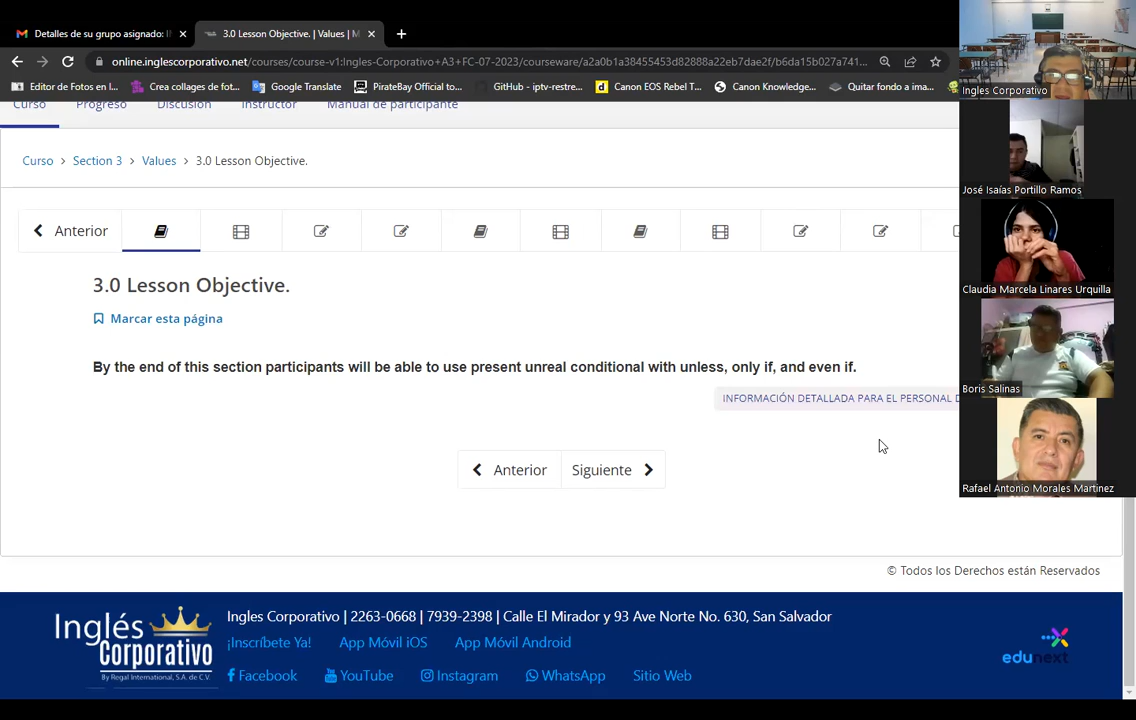 Detalles de su grupo asignado: I
3.0 Lesson Objective. | Values | M
online.inglescorporativo.net/courses/course-v1:Ingles-Corporativo+A3+FC-07-2023/courseware/a2a0b1a38455453d82888a22eb7dae2f/b6da15b027a741...
Editor de Fotos en l...
Crea collages de fot...
Google Translate
PirateBay Official to...
GitHub - iptv-restre...
Canon EOS Rebel T...
Canon Knowledge...
Quitar fondo a ima...
Ingles Corporativo
Curso
Progreso
Discusión
Instructor
Manual de participante
Curso > Section 3 > Values > 3.0 Lesson Objective.
José Isaías Portillo Ramos
Anterior
3.0 Lesson Objective.
Claudia Marcela Linares Urquilla
Marcar esta página
By the end of this section participants will be able to use present unreal conditional with unless, only if, and even if.
Boris Salinas
INFORMACIÓN DETALLADA PARA EL PERSONAL D
Anterior
Siguiente
Rafael Antonio Morales Martinez
© Todos los Derechos están Reservados
Inglés Corporativo
By Regal International, S.A. de C.V.
Ingles Corporativo | 2263-0668 | 7939-2398 | Calle El Mirador y 93 Ave Norte No. 630, San Salvador
¡Inscríbete Ya!
App Móvil iOS
App Móvil Android
Facebook
YouTube
Instagram
WhatsApp
Sitio Web
edunext